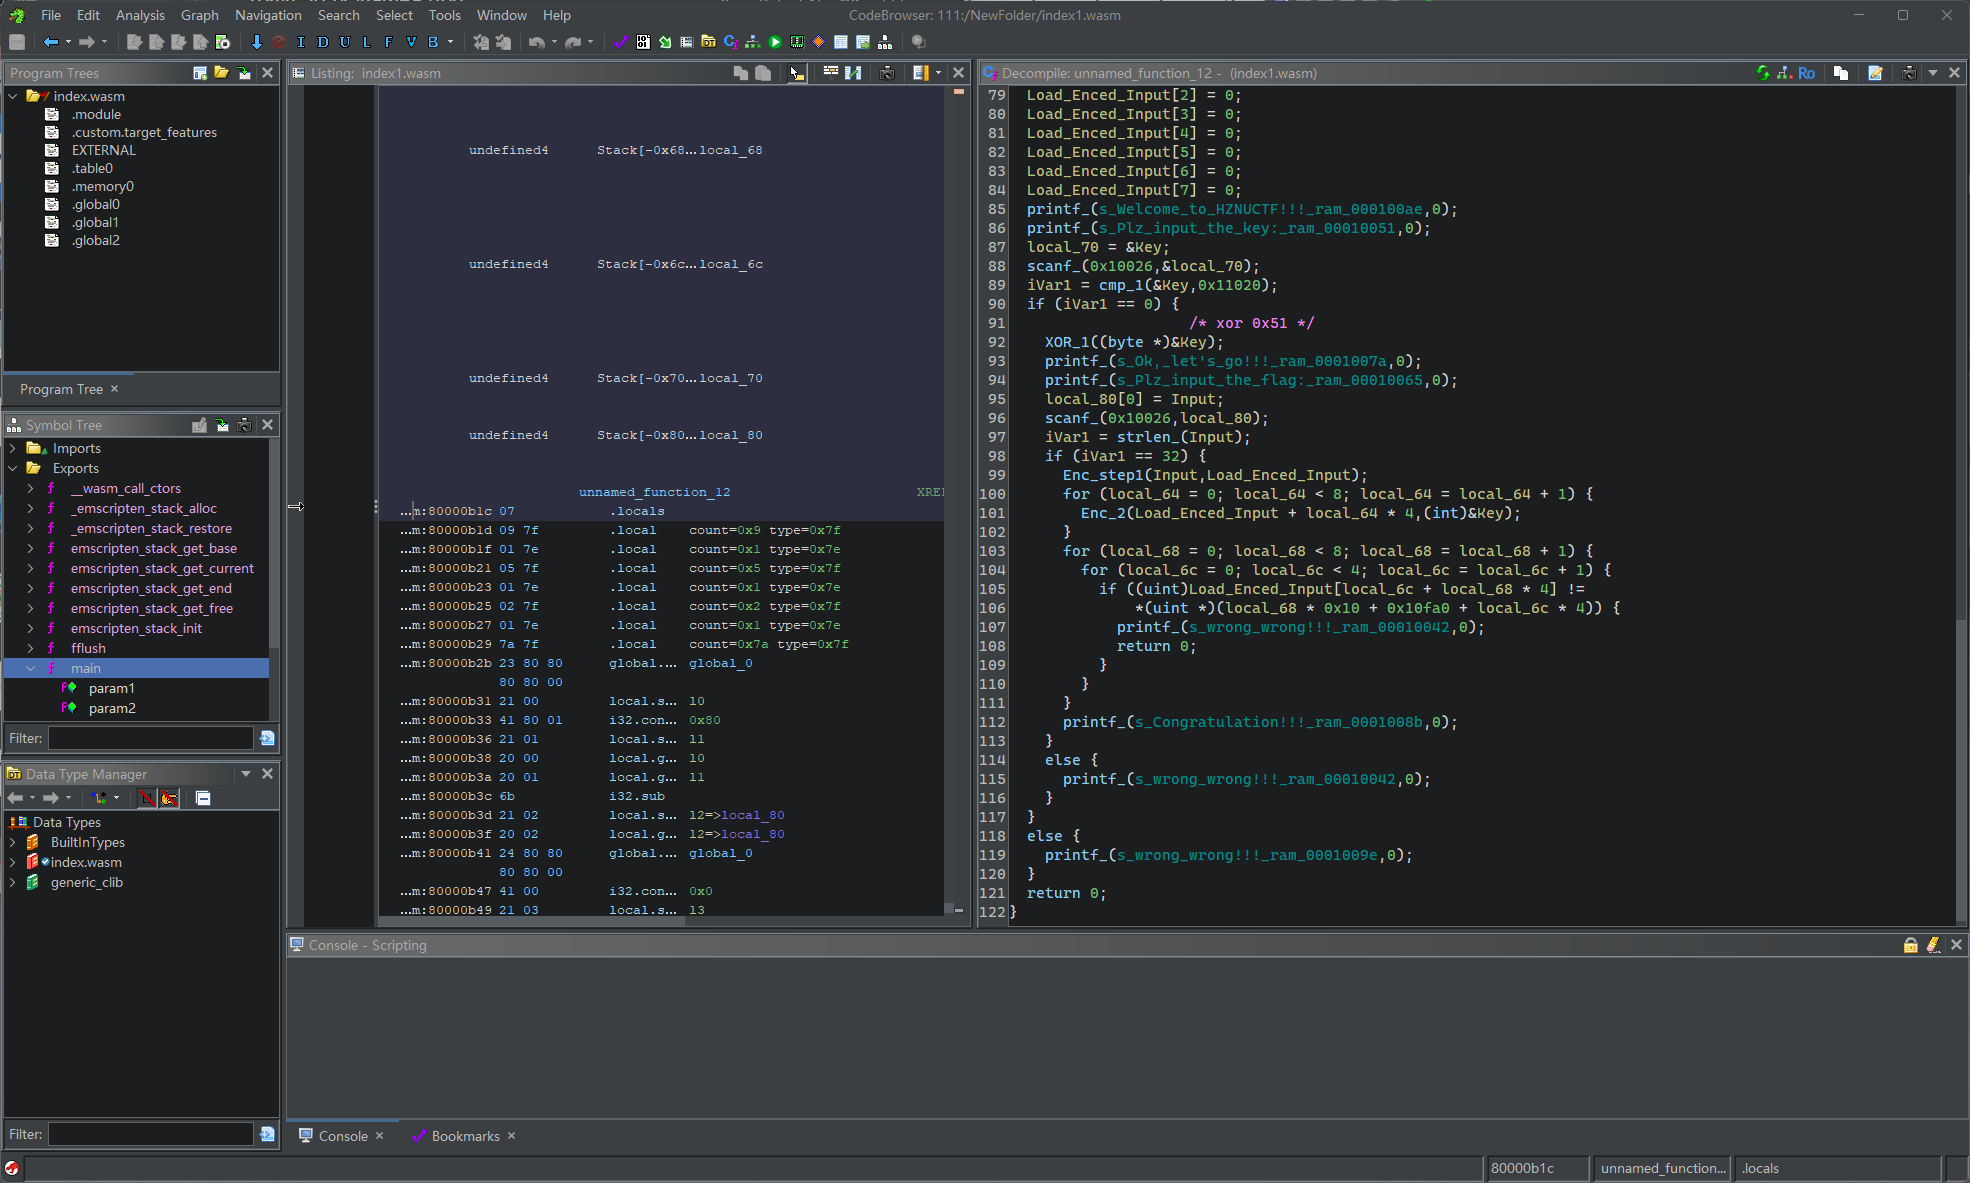 File Edit Analysis Graph Navigation Search Select Tools Window Help
CodeBrowser: 111:/NewFolder/index1.wasm
I D U L F V B
Program Trees
index.wasm
.module
.custom.target_features
EXTERNAL
.table0
.memory0
.global0
.global1
.global2
Program Tree ×
Symbol Tree
Imports
Exports
f __wasm_call_ctors
f _emscripten_stack_alloc
f _emscripten_stack_restore
f emscripten_stack_get_base
f emscripten_stack_get_current
f emscripten_stack_get_end
f emscripten_stack_get_free
f emscripten_stack_init
f fflush
f main
param1
param2
Filter:
Data Type Manager
Data Types
BuiltInTypes
index.wasm
generic_clib
Filter:
Listing: index1.wasm
undefined4 Stack[-0x68...local_68
undefined4 Stack[-0x6c...local_6c
undefined4 Stack[-0x70...local_70
undefined4 Stack[-0x80...local_80
unnamed_function_12 XREF
...m:80000b1c 07 .locals
...m:80000b1d 09 7f .local count=0x9 type=0x7f
...m:80000b1f 01 7e .local count=0x1 type=0x7e
...m:80000b21 05 7f .local count=0x5 type=0x7f
...m:80000b23 01 7e .local count=0x1 type=0x7e
...m:80000b25 02 7f .local count=0x2 type=0x7f
...m:80000b27 01 7e .local count=0x1 type=0x7e
...m:80000b29 7a 7f .local count=0x7a type=0x7f
...m:80000b2b 23 80 80 global.... global_0
80 80 00
...m:80000b31 21 00 local.s... l0
...m:80000b33 41 80 01 i32.con... 0x80
...m:80000b36 21 01 local.s... l1
...m:80000b38 20 00 local.g... l0
...m:80000b3a 20 01 local.g... l1
...m:80000b3c 6b i32.sub
...m:80000b3d 21 02 local.s... l2=>local_80
...m:80000b3f 20 02 local.g... l2=>local_80
...m:80000b41 24 80 80 global.... global_0
80 80 00
...m:80000b47 41 00 i32.con... 0x0
...m:80000b49 21 03 local.s... l3
Decompile: unnamed_function_12 - (index1.wasm)
Ro
79 Load_Enced_Input[2] = 0;
80 Load_Enced_Input[3] = 0;
81 Load_Enced_Input[4] = 0;
82 Load_Enced_Input[5] = 0;
83 Load_Enced_Input[6] = 0;
84 Load_Enced_Input[7] = 0;
85 printf_(s_Welcome_to_HZNUCTF!!!_ram_000100ae,0);
86 printf_(s_Plz_input_the_key:_ram_00010051,0);
87 local_70 = &Key;
88 scanf_(0x10026,&local_70);
89 iVar1 = cmp_1(&Key,0x11020);
90 if (iVar1 == 0) {
91 /* xor 0x51 */
92 XOR_1((byte *)&Key);
93 printf_(s_Ok,_let's_go!!!_ram_0001007a,0);
94 printf_(s_Plz_input_the_flag:_ram_00010065,0);
95 local_80[0] = Input;
96 scanf_(0x10026,local_80);
97 iVar1 = strlen_(Input);
98 if (iVar1 == 32) {
99 Enc_step1(Input,Load_Enced_Input);
100 for (local_64 = 0; local_64 < 8; local_64 = local_64 + 1) {
101 Enc_2(Load_Enced_Input + local_64 * 4,(int)&Key);
102 }
103 for (local_68 = 0; local_68 < 8; local_68 = local_68 + 1) {
104 for (local_6c = 0; local_6c < 4; local_6c = local_6c + 1) {
105 if ((uint)Load_Enced_Input[local_6c + local_68 * 4] !=
106 *(uint *)(local_68 * 0x10 + 0x10fa0 + local_6c * 4)) {
107 printf_(s_wrong_wrong!!!_ram_00010042,0);
108 return 0;
109 }
110 }
111 }
112 printf_(s_Congratulation!!!_ram_0001008b,0);
113 }
114 else {
115 printf_(s_wrong_wrong!!!_ram_00010042,0);
116 }
117 }
118 else {
119 printf_(s_wrong_wrong!!!_ram_0001009e,0);
120 }
121 return 0;
122 }
Console - Scripting
Console × Bookmarks ×
80000b1c unnamed_function... .locals